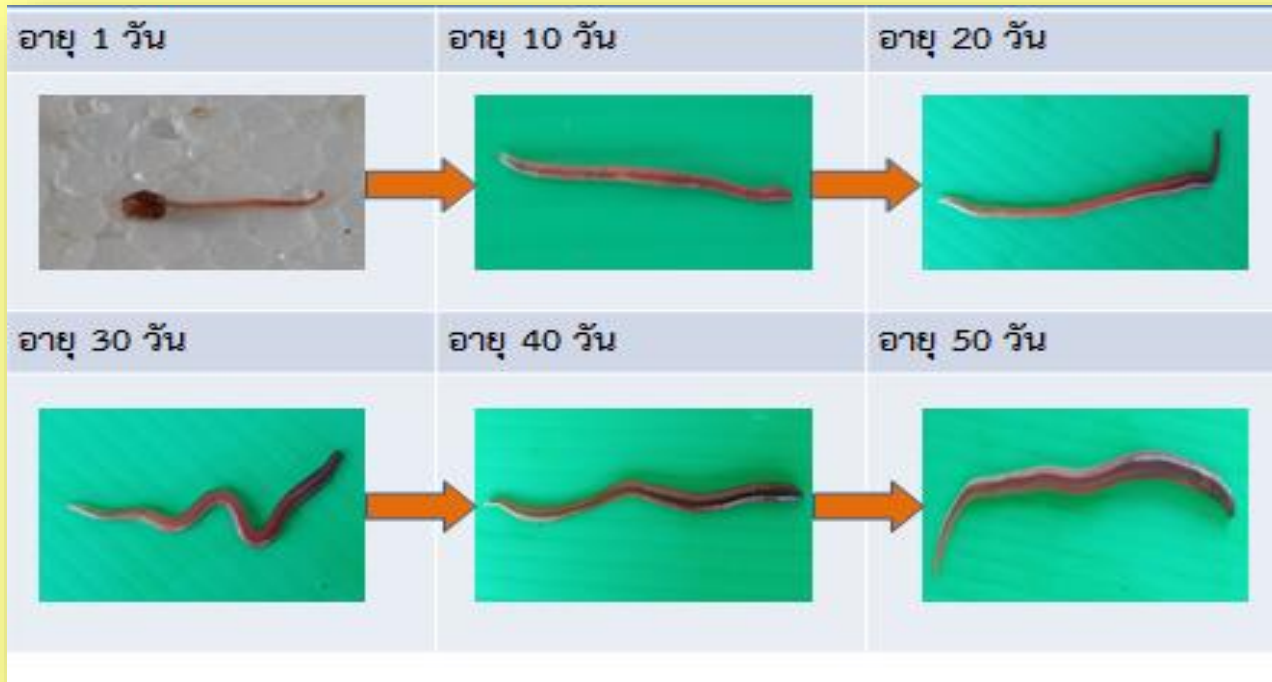 อายุ 1 วัน
อายุ 10 วัน
อายุ 20 วัน
อายุ 30 วัน
อายุ 40 วัน
อายุ 50 วัน